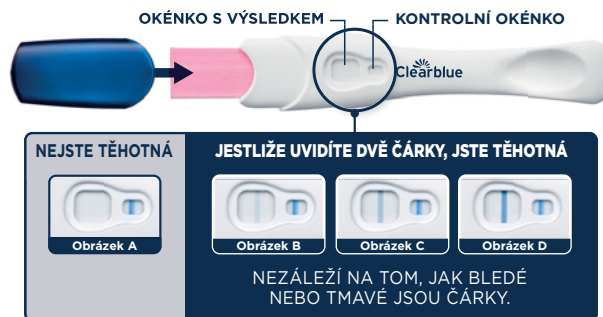 OKÉNKO S VÝSLEDKEM
KONTROLNÍ OKÉNKO
Clearblue
NEJSTE TĚHOTNÁ
JESTLIŽE UVIDÍTE DVĚ ČÁRKY, JSTE TĚHOTNÁ
Obrázek A
Obrázek B
Obrázek C
Obrázek D
NEZÁLEŽÍ NA TOM, JAK BLEDÉ
NEBO TMAVÉ JSOU ČÁRKY.